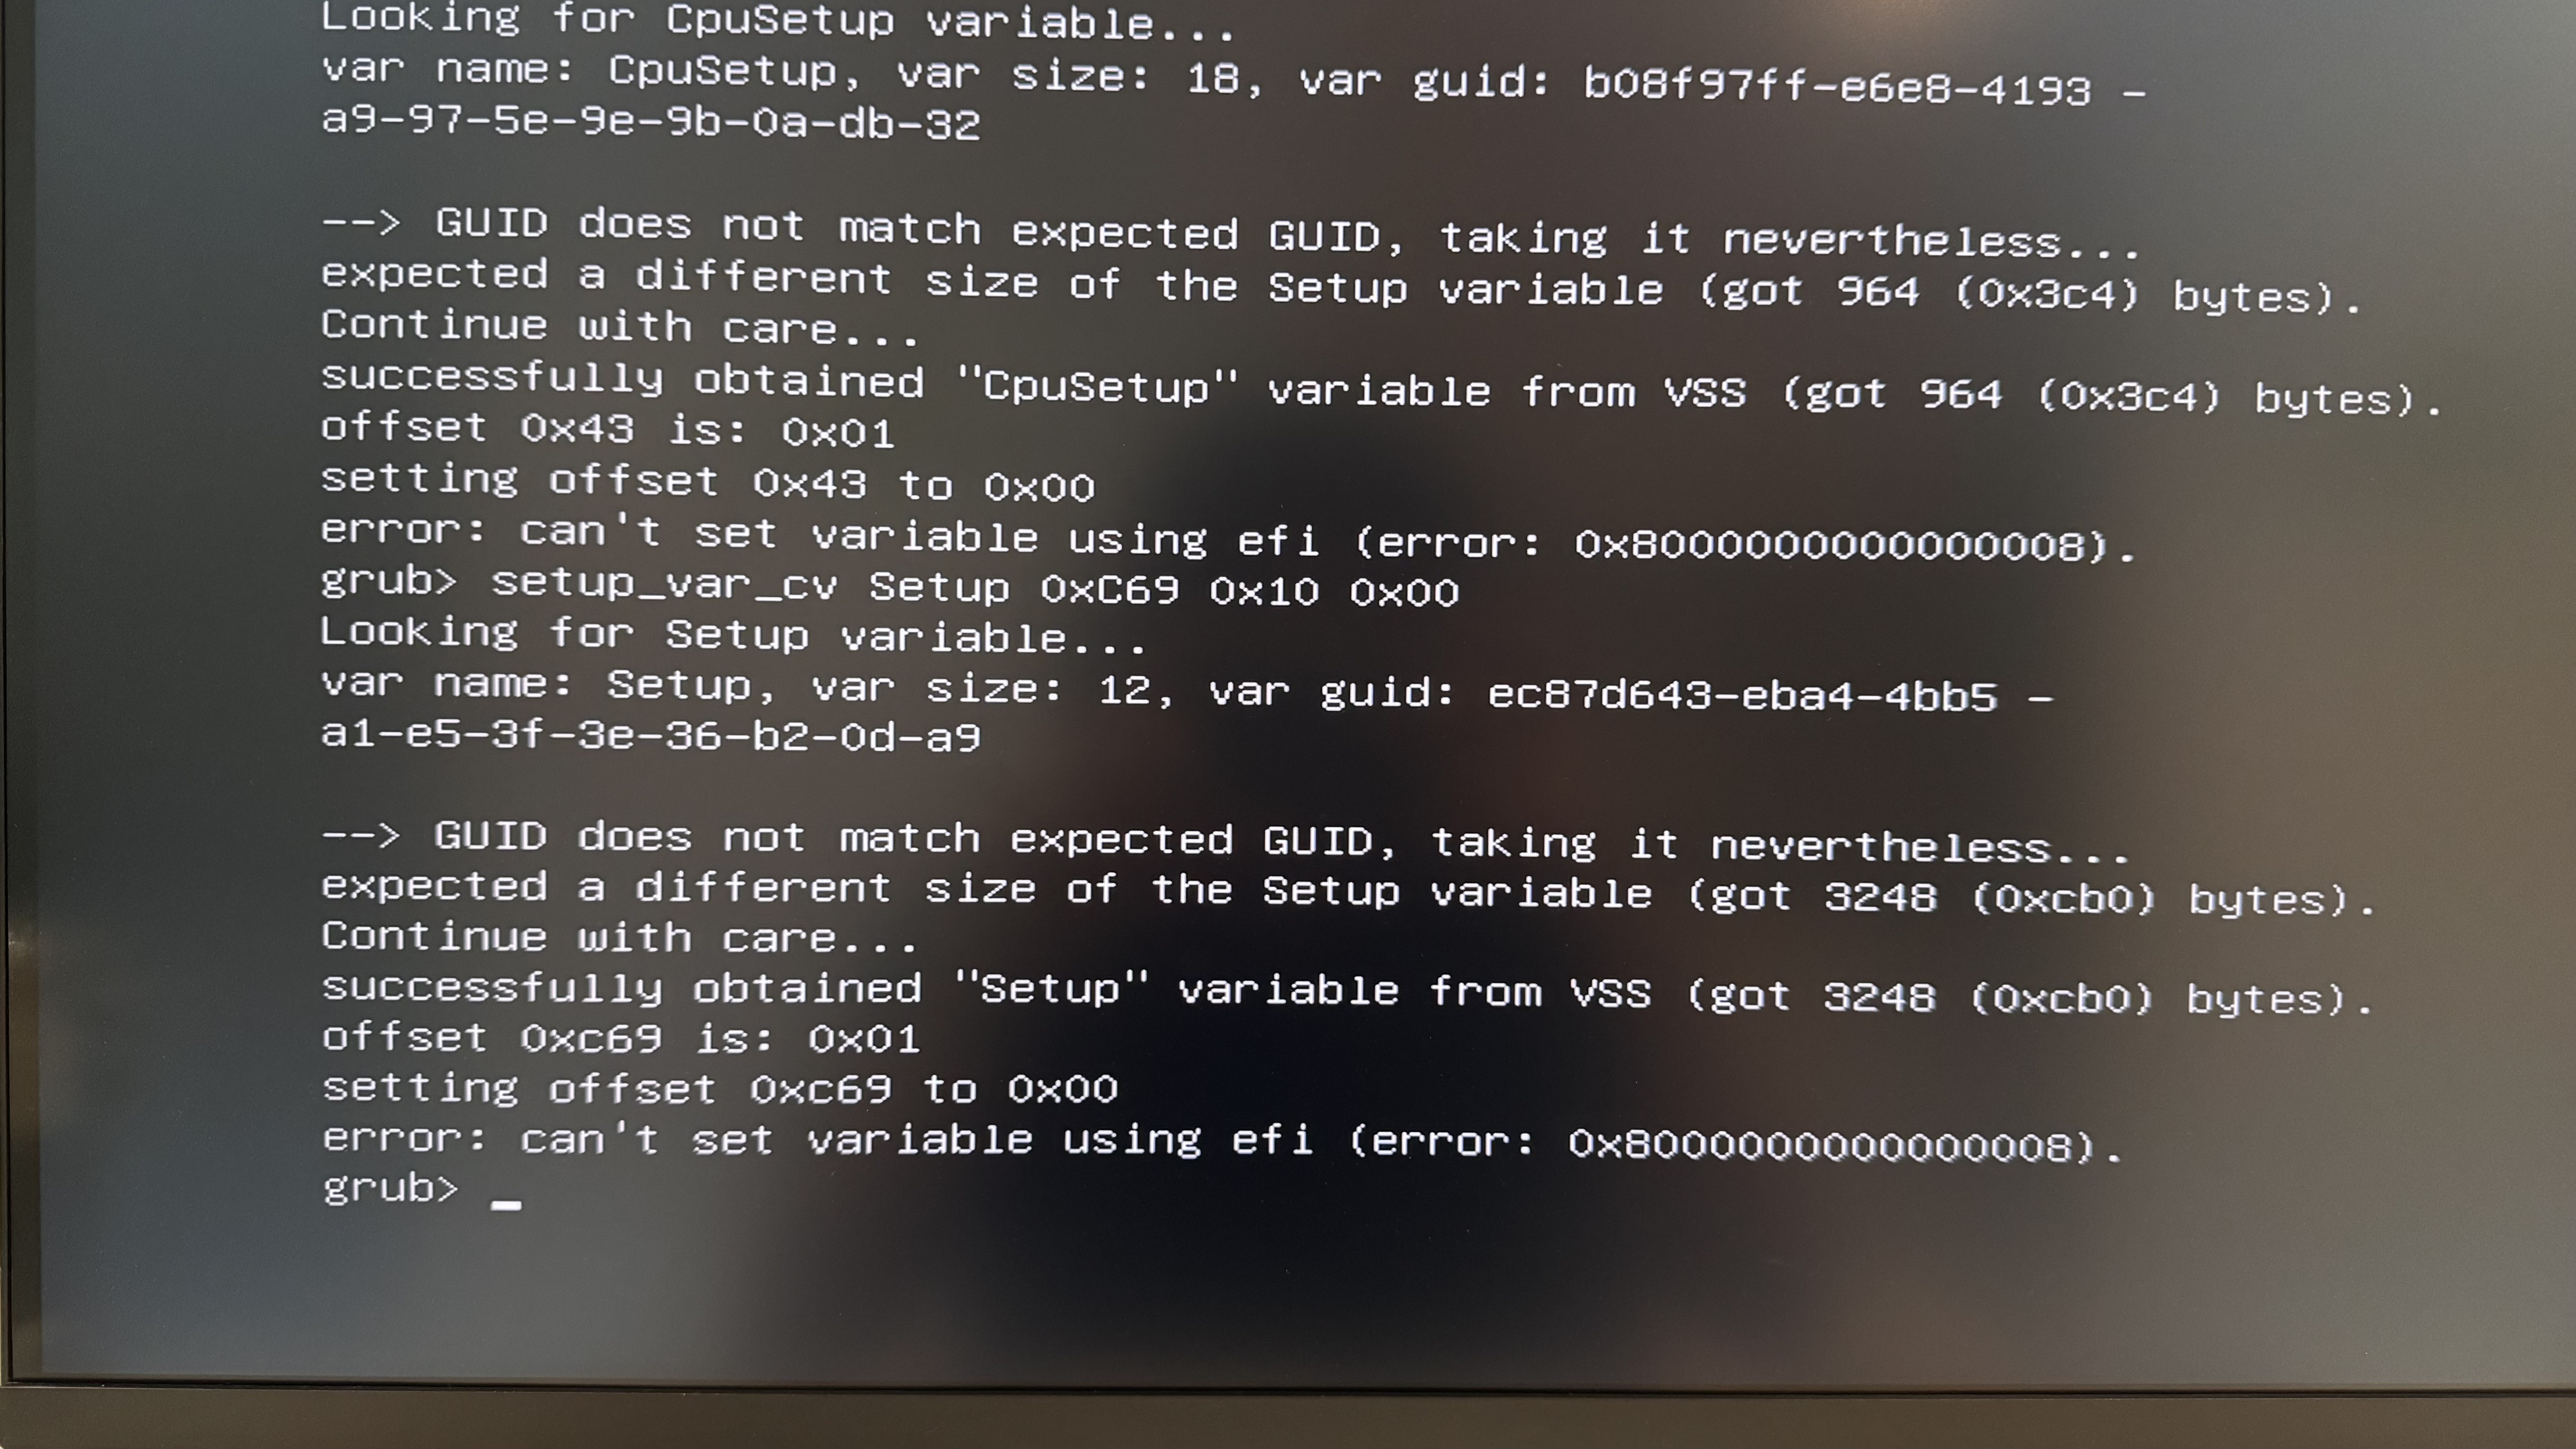 Looking for CpuSetup variable...
var name: CpuSetup, var size: 18, var guid: b08f97ff-e6e8-4193 -
a9-97-5e-9e-9b-0a-db-32
--> GUID does not match expected GUID, taking it nevertheless...
expected a different size of the Setup variable (got 964 (0x3c4) bytes).
Continue with care...
successfully obtained "CpuSetup" variable from VSS (got 964 (0x3c4) bytes).
offset 0x43 is: 0x01
setting offset 0x43 to 0x00
error: can't set variable using efi (error: 0x8000000000000008).
grub> setup_var_cv Setup 0xC69 0x10 0x00
Looking for Setup variable...
var name: Setup, var size: 12, var guid: ec87d643-eba4-4bb5 -
a1-e5-3f-3e-36-b2-0d-a9
--> GUID does not match expected GUID, taking it nevertheless...
expected a different size of the Setup variable (got 3248 (0xcb0) bytes).
Continue with care...
successfully obtained "Setup" variable from VSS (got 3248 (0xcb0) bytes).
offset 0xc69 is: 0x01
setting offset 0xc69 to 0x00
error: can't set variable using efi (error: 0x8000000000000008).
grub> _